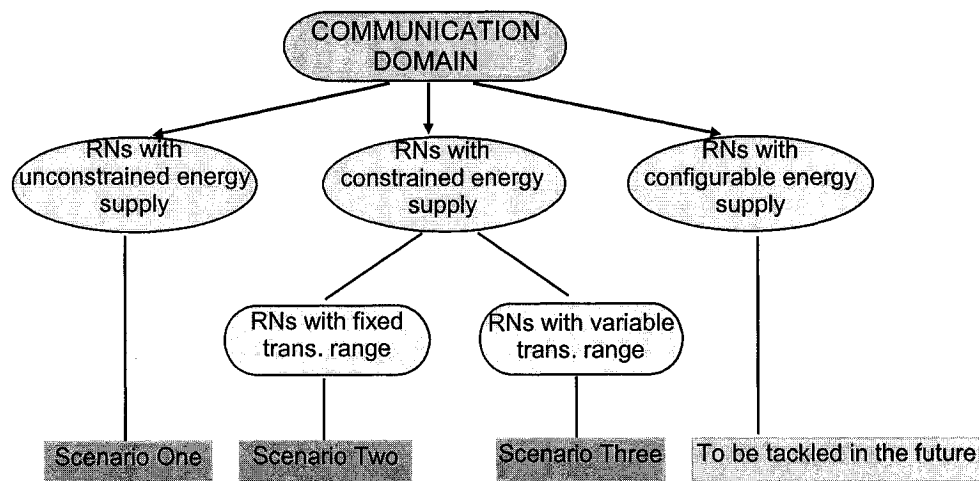 COMMUNICATION
DOMAIN
RNs with
unconstrained energy
supply
RNs with
constrained energy
supply
RNs with
configurable energy
supply
RNs with fixed
trans. range
RNs with variable
trans. range
Scenario One
Scenario Two
Scenario Three
To be tackled in the future